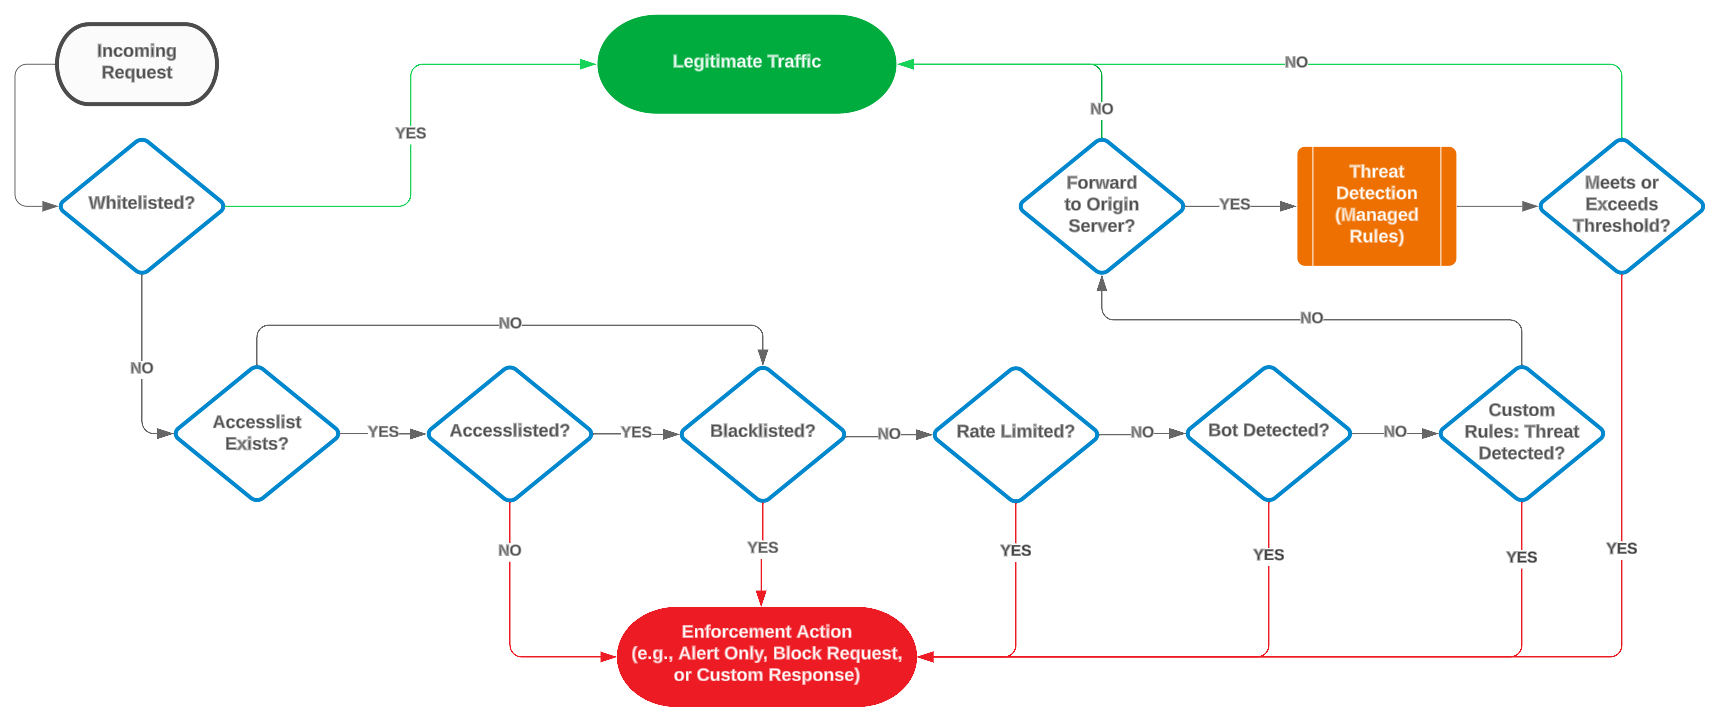 Incoming
Request
Legitimate Traffic
NO
NO
YES
Whitelisted?
Forward
to Origin
Server?
YES
Threat
Detection
(Managed
Rules)
Meets or
Exceeds
Threshold?
NO
NO
NO
Accesslist
Exists?
YES
Accesslisted?
YES
Blacklisted?
NO
Rate Limited?
NO
Bot Detected?
NO
Custom
Rules: Threat
Detected?
NO
YES
YES
YES
YES
YES
Enforcement Action
(e.g., Alert Only, Block Request,
or Custom Response)